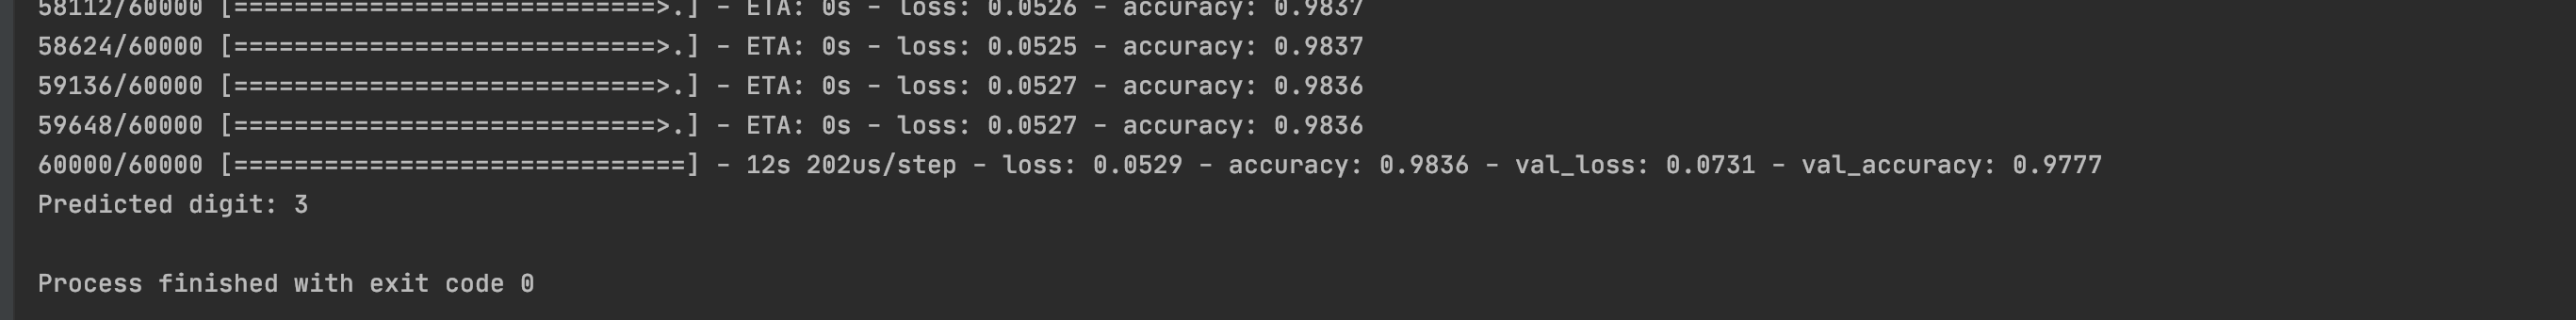 58112/60000 [============================>.] - ETA: 0s - loss: 0.0526 - accuracy: 0.9837
58624/60000 [============================>.] - ETA: 0s - loss: 0.0525 - accuracy: 0.9837
59136/60000 [============================>.] - ETA: 0s - loss: 0.0527 - accuracy: 0.9836
59648/60000 [============================>.] - ETA: 0s - loss: 0.0527 - accuracy: 0.9836
60000/60000 [==============================] - 12s 202us/step - loss: 0.0529 - accuracy: 0.9836 - val_loss: 0.0731 - val_accuracy: 0.9777
Predicted digit: 3
Process finished with exit code 0